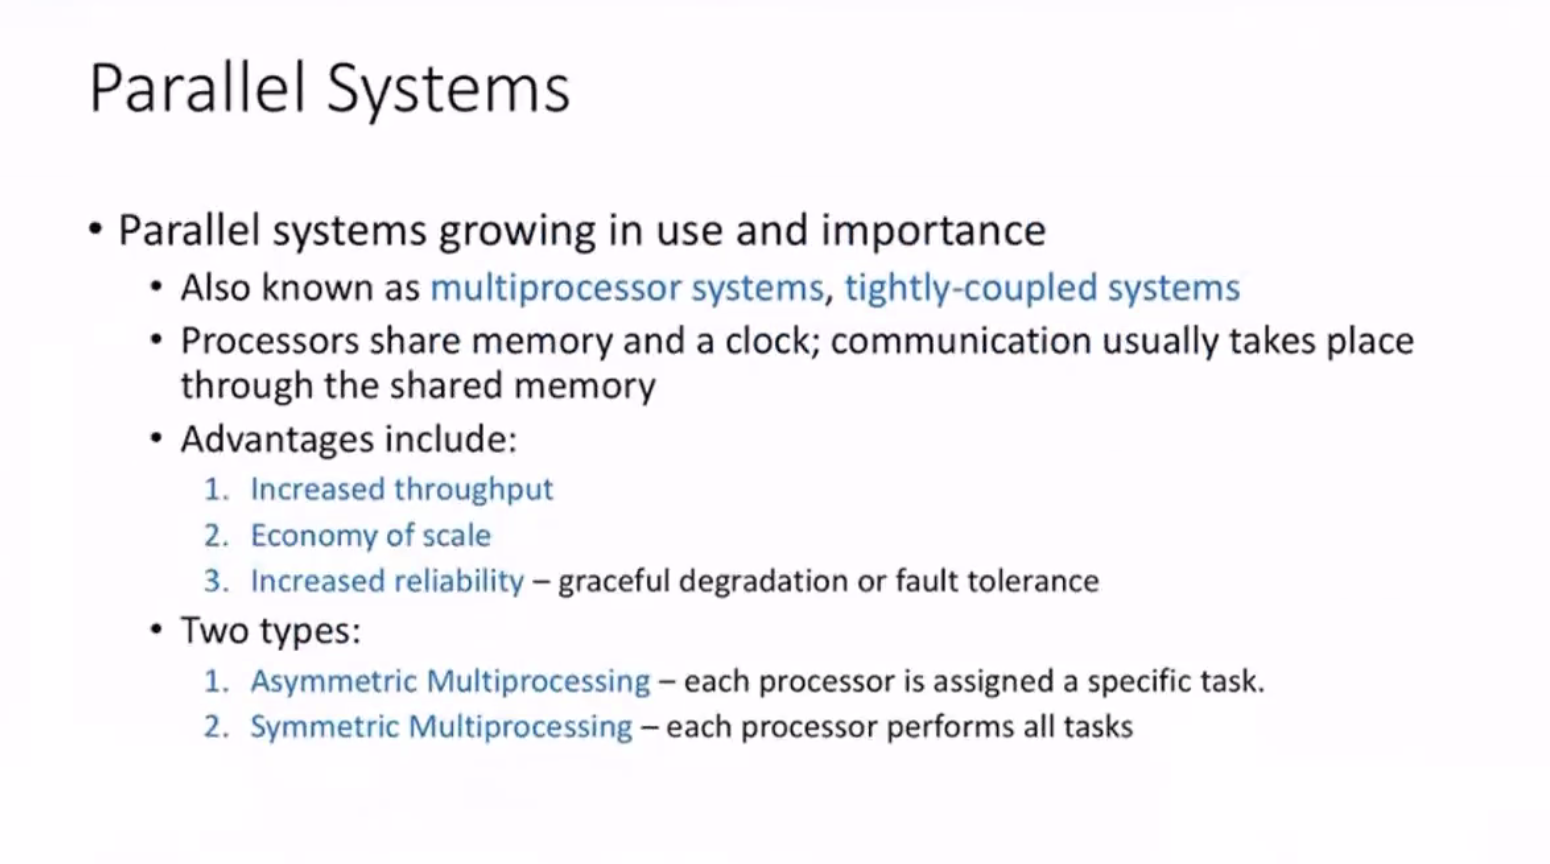 Parallel Systems
• Parallel systems growing in use and importance
• Also known as multiprocessor systems, tightly-coupled systems
• Processors share memory and a clock; communication usually takes place
through the shared memory
• Advantages include:
1. Increased throughput
2. Economy of scale
3. Increased reliability – graceful degradation or fault tolerance
• Two types:
1. Asymmetric Multiprocessing – each processor is assigned a specific task.
2. Symmetric Multiprocessing – each processor performs all tasks